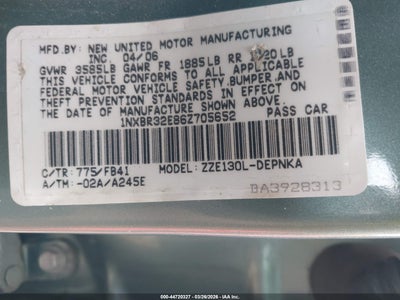 MFD.BY: NEW UNITED MOTOR MANUFACTURING
INC. 04/06
GVWR 3585LB GAWR FR 1885LB RR LB
THIS VEHICLE CONFORMS TO ALL APPLICABLE
FEDERAL MOTOR VEHICLE SAFETY, BUMPER, AND
THEFT PREVENTION STANDARDS IN EFFECT ON
THE DATE OF MANUFACTURE SHOWN ABOVE.
1NXBR32E86Z705652 PASS CAR
C/TR: 775/FB41 MODEL: ZZE130L-DEPNKA
A/TM: -02A/A245E
BA3928313
000-44720327 - 03/26/2026 - IAA Inc.